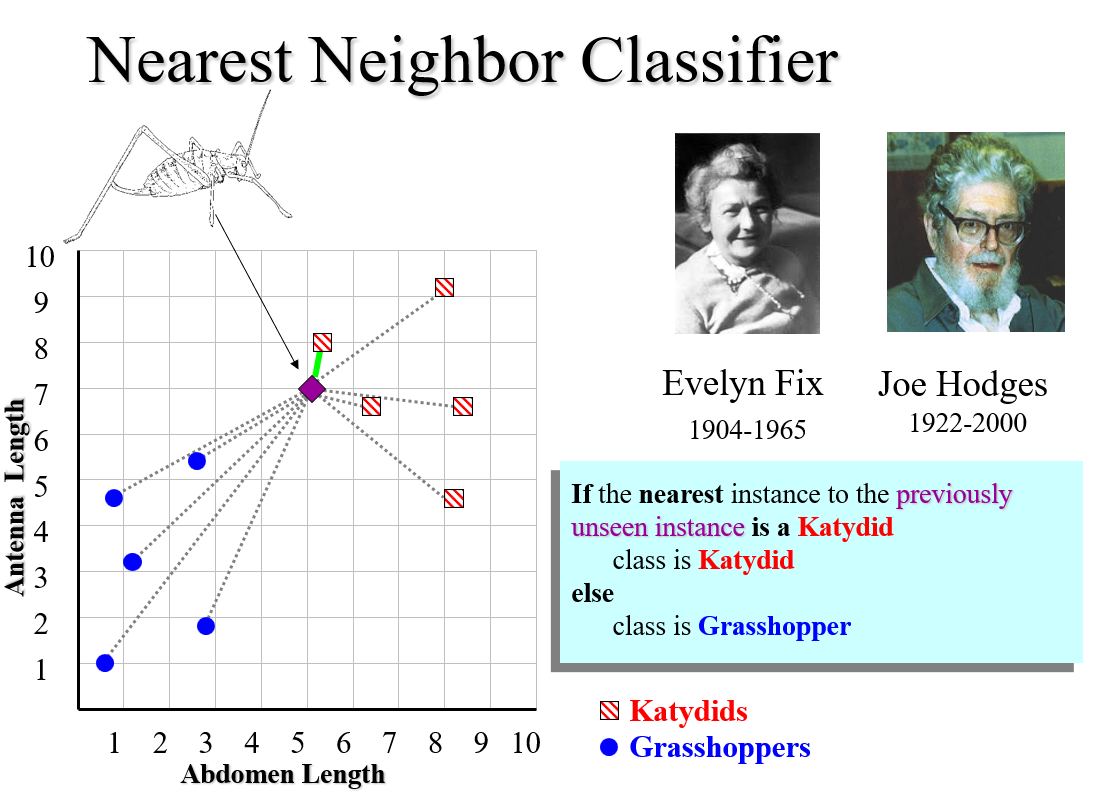 Nearest Neighbor Classifier
10
9
8
7
6
5
4
3
2
1
Antenna Length
1 2 3 4 5 6 7 8 9 10
Abdomen Length
Evelyn Fix
1904-1965
Joe Hodges
1922-2000
If the nearest instance to the previously
unseen instance is a Katydid
class is Katydid
else
class is Grasshopper
Katydids
Grasshoppers